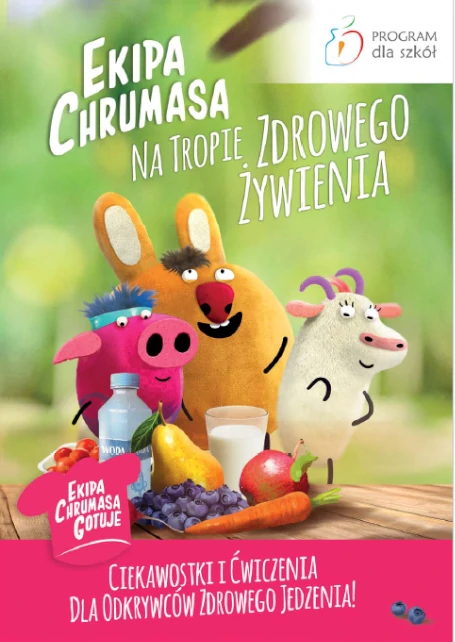 PROGRAM
dla szkół
EKIPA
CHRUMASA
NA TROPIE ZDROWEGO
ŻYWIENIA
WODA
EKIPA
CHRUMASA
GOTUJE
CIEKAWOSTKI I ĆWICZENIA
DLA ODKRYWCÓW ZDROWEGO JEDZENIA!